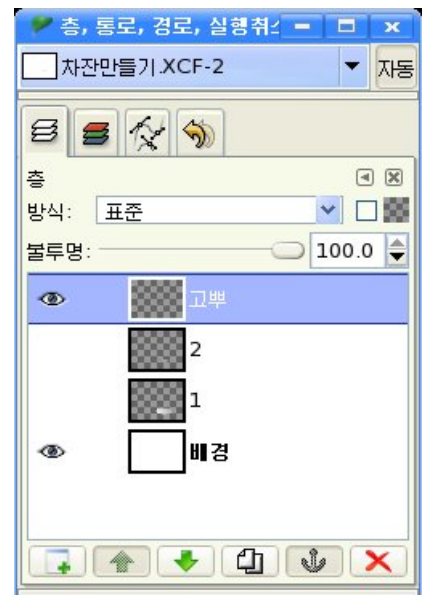 층, 통로, 경로, 실행취소
차잔만들기.XCF-2
자동
층
방식: 표준
불투명: 100.0
고뿌
2
1
배경